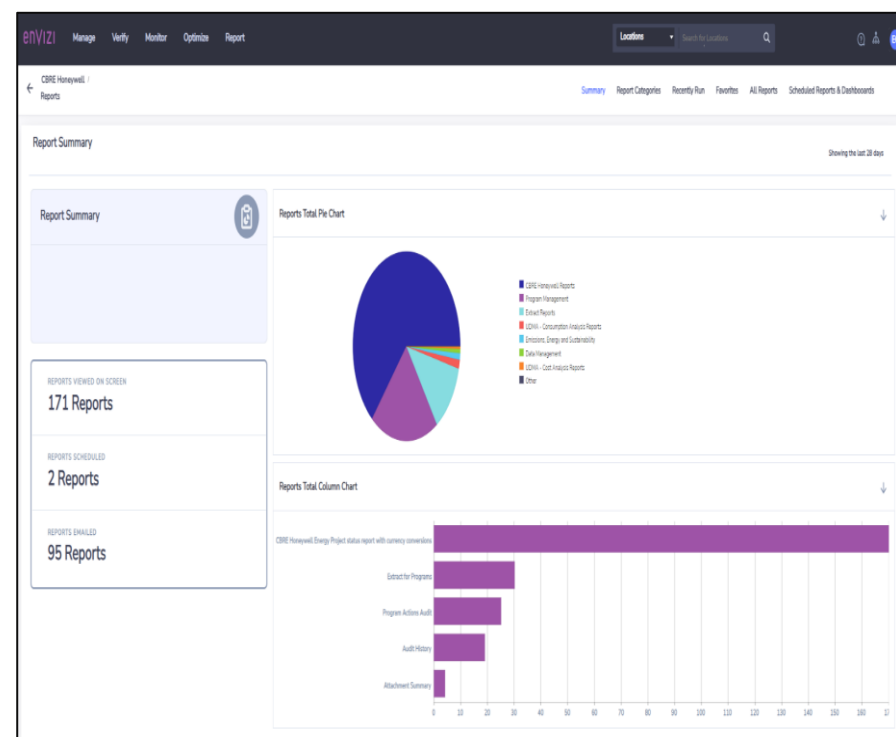 enVIZI Manage Verify Monitor Optimize Report Locations Search for Locations
CBRE Honeywell /
Reports
Summary Report Categories Recently Run Favorites All Reports Scheduled Reports & Dashboards
Report Summary
Showing the last 28 days
Report Summary
REPORTS VIEWED ON SCREEN
171 Reports
REPORTS SCHEDULED
2 Reports
REPORTS EMAILED
95 Reports
Reports Total Pie Chart
CBRE Honeywell Reports
Program Management
Extract Reports
UDMA - Consumption Analysis Reports
Emissions, Energy and Sustainability
Data Management
UDMA - Cost Analysis Reports
Other
Reports Total Column Chart
CBRE Honeywell Energy Project status report with currency conversions
Extract for Programs
Program Actions Audit
Audit History
Attachment Summary
0 10 20 30 40 50 60 70 80 90 100 110 120 130 140 150 160